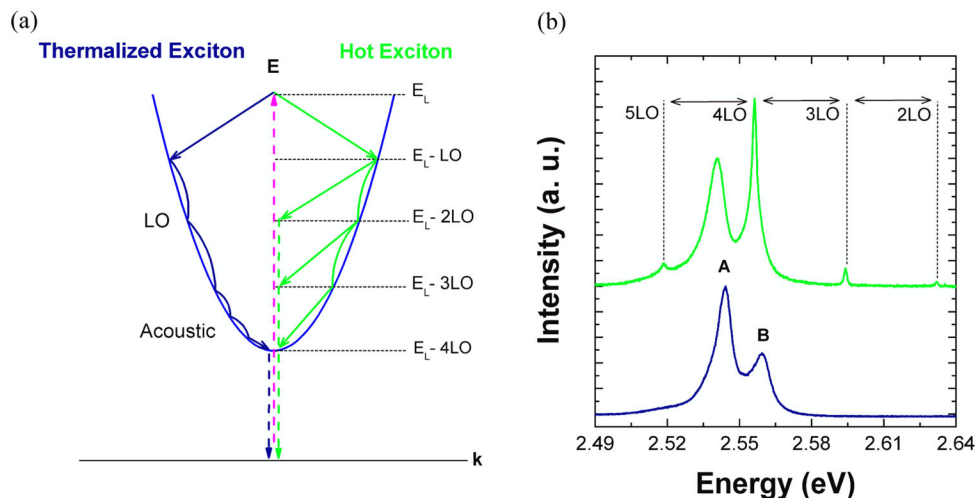 (a)
Thermalized Exciton
E
Hot Exciton
E_L
E_L- LO
LO
E_L- 2LO
E_L- 3LO
Acoustic
E_L- 4LO
k
(b)
5LO
4LO
3LO
2LO
A
B
Intensity (a. u.)
2.49 2.52 2.55 2.58 2.61 2.64
Energy (eV)